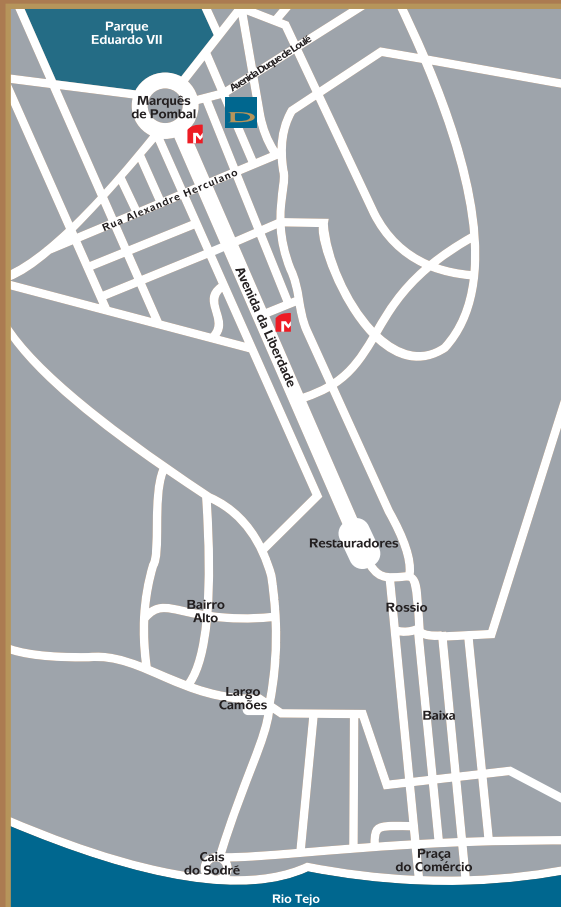 Parque
Eduardo VII
Avenida Duque de Loulé
Marquês
de Pombal
D
M
Rua Alexandre Herculano
Avenida da Liberdade
M
Restauradores
Rossio
Bairro
Alto
Largo
Camões
Baixa
Cais
do Sodré
Praça
do Comércio
Rio Tejo